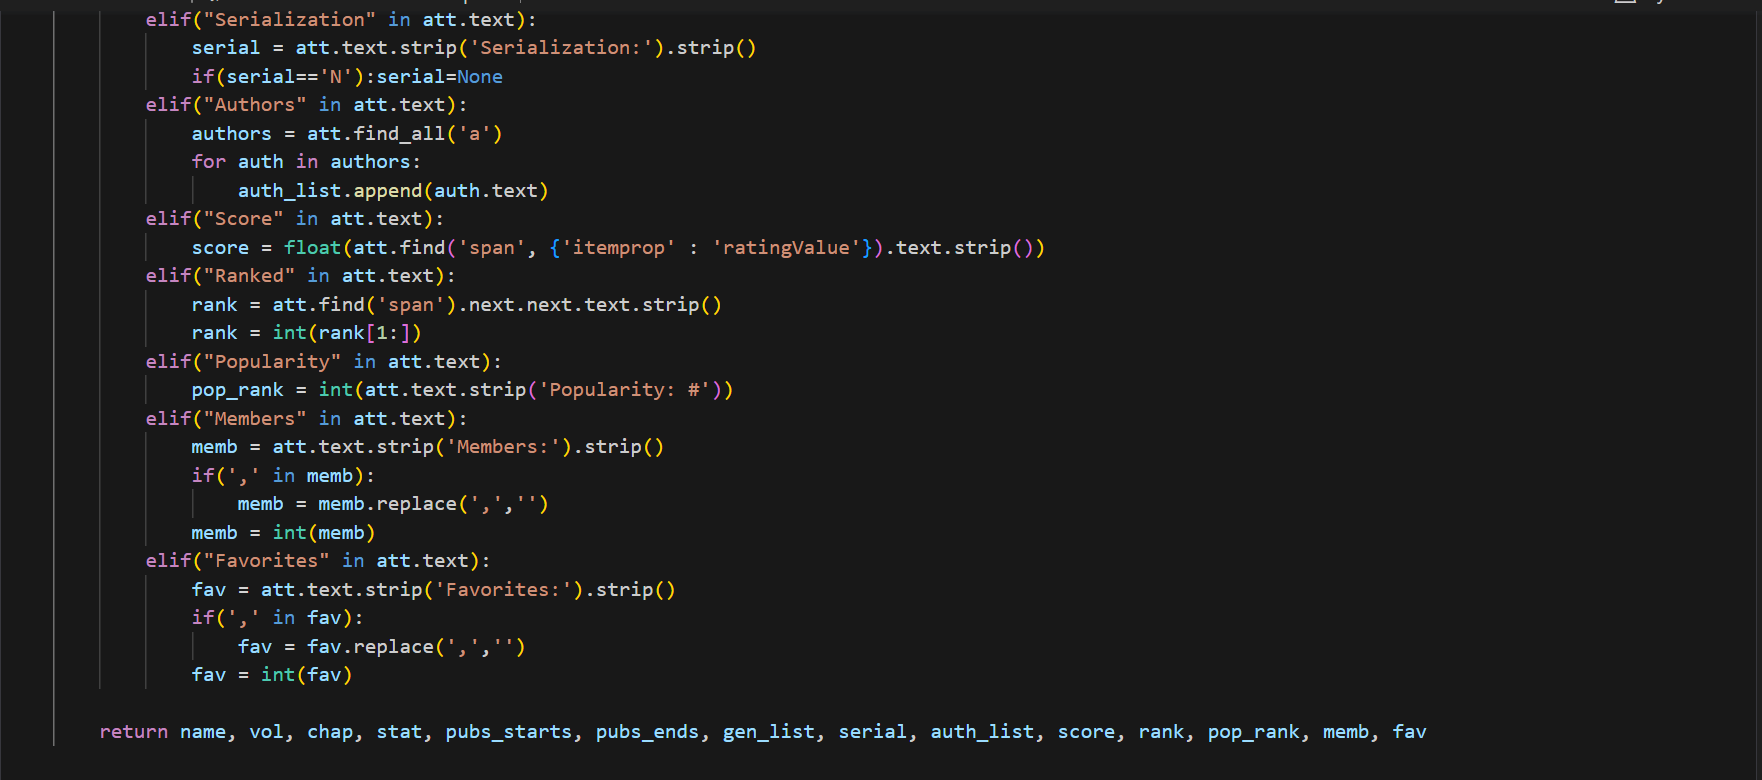 elif("Serialization" in att.text):
serial = att.text.strip('Serialization:').strip()
if(serial=='N'):serial=None
elif("Authors" in att.text):
authors = att.find_all('a')
for auth in authors:
auth_list.append(auth.text)
elif("Score" in att.text):
score = float(att.find('span', {'itemprop' : 'ratingValue'}).text.strip())
elif("Ranked" in att.text):
rank = att.find('span').next.next.text.strip()
rank = int(rank[1:])
elif("Popularity" in att.text):
pop_rank = int(att.text.strip('Popularity: #'))
elif("Members" in att.text):
memb = att.text.strip('Members:').strip()
if(',' in memb):
memb = memb.replace(',','')
memb = int(memb)
elif("Favorites" in att.text):
fav = att.text.strip('Favorites:').strip()
if(',' in fav):
fav = fav.replace(',','')
fav = int(fav)
return name, vol, chap, stat, pubs_starts, pubs_ends, gen_list, serial, auth_list, score, rank, pop_rank, memb, fav